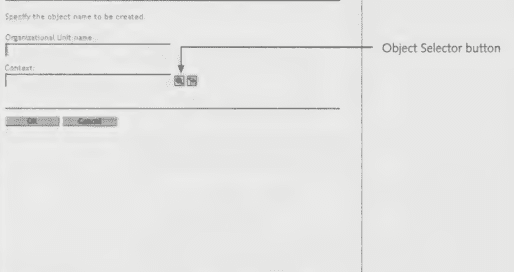 Specify the object name to be created.
Organizational Unit name:
Context:
OK Cancel
Object Selector button